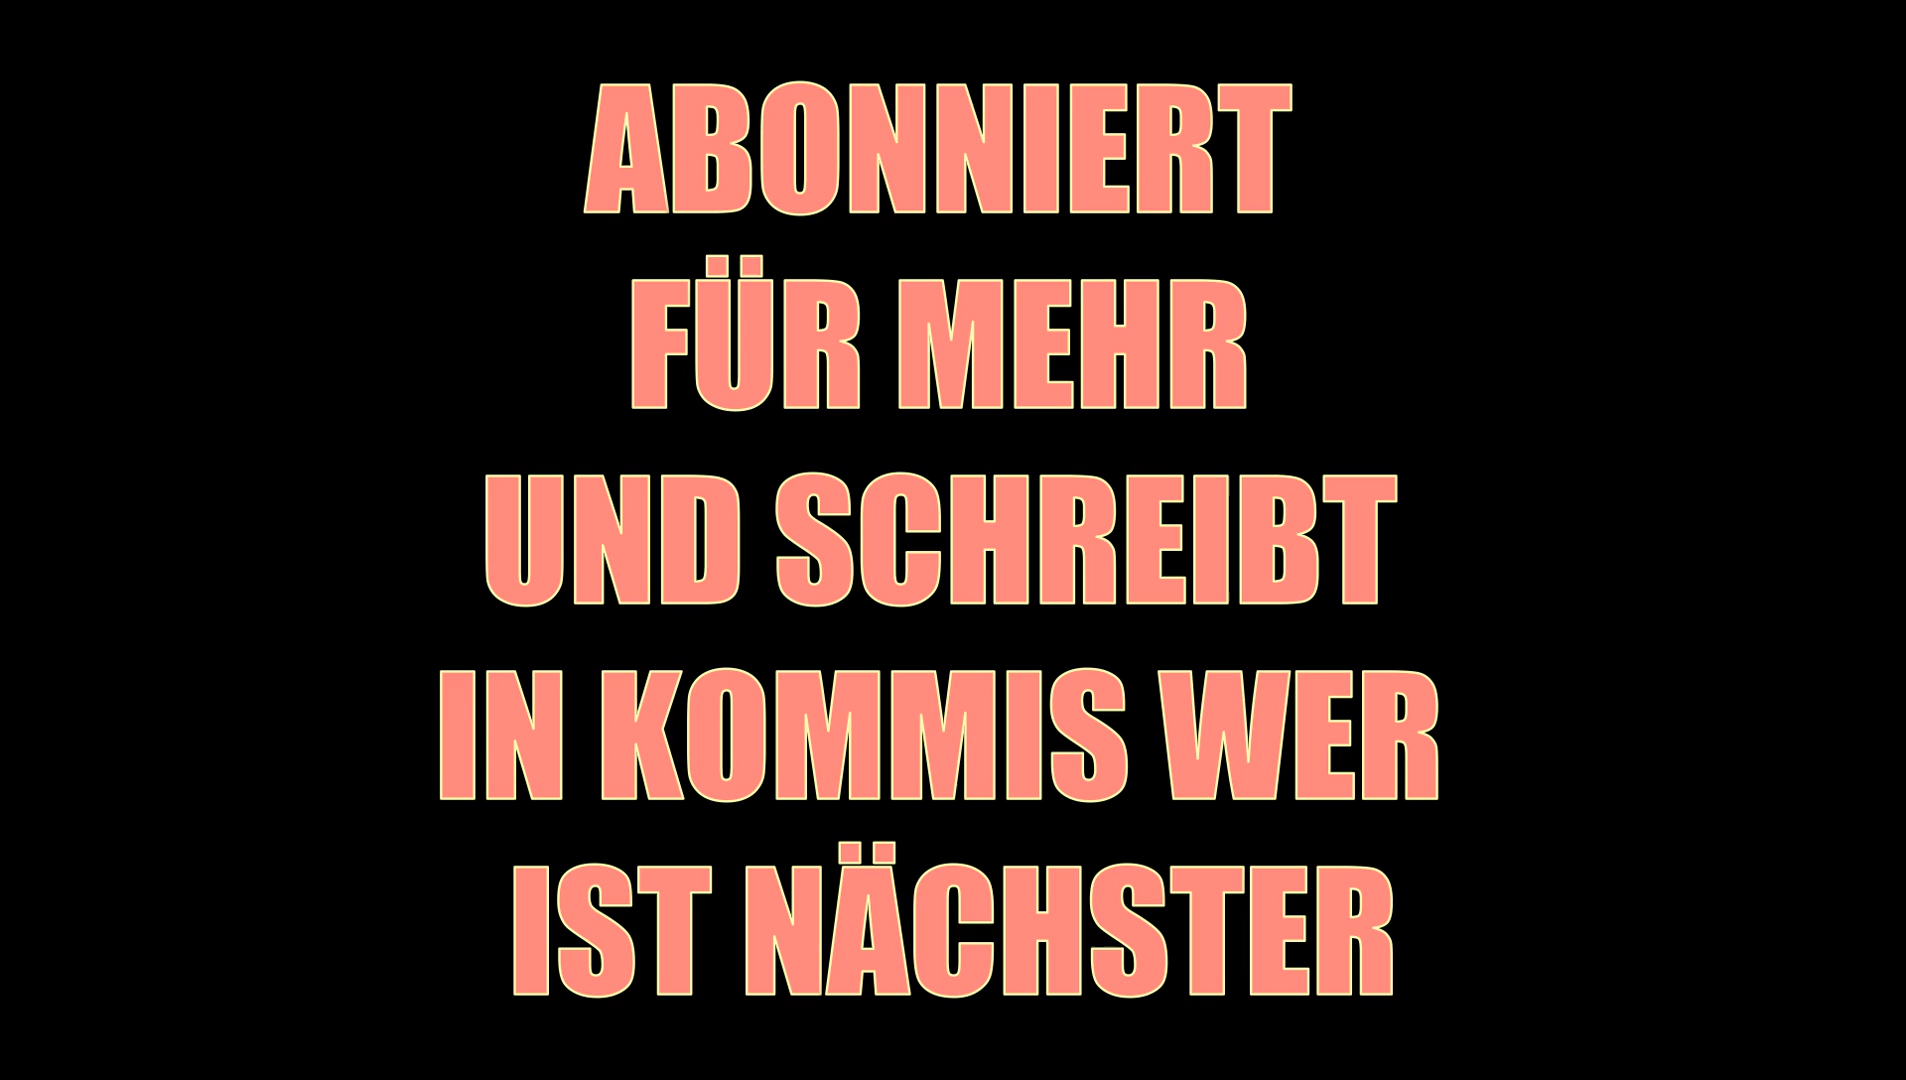 ABONNIERT
FÜR MEHR
UND SCHREIBT
IN KOMMIS WER
IST NÄCHSTER